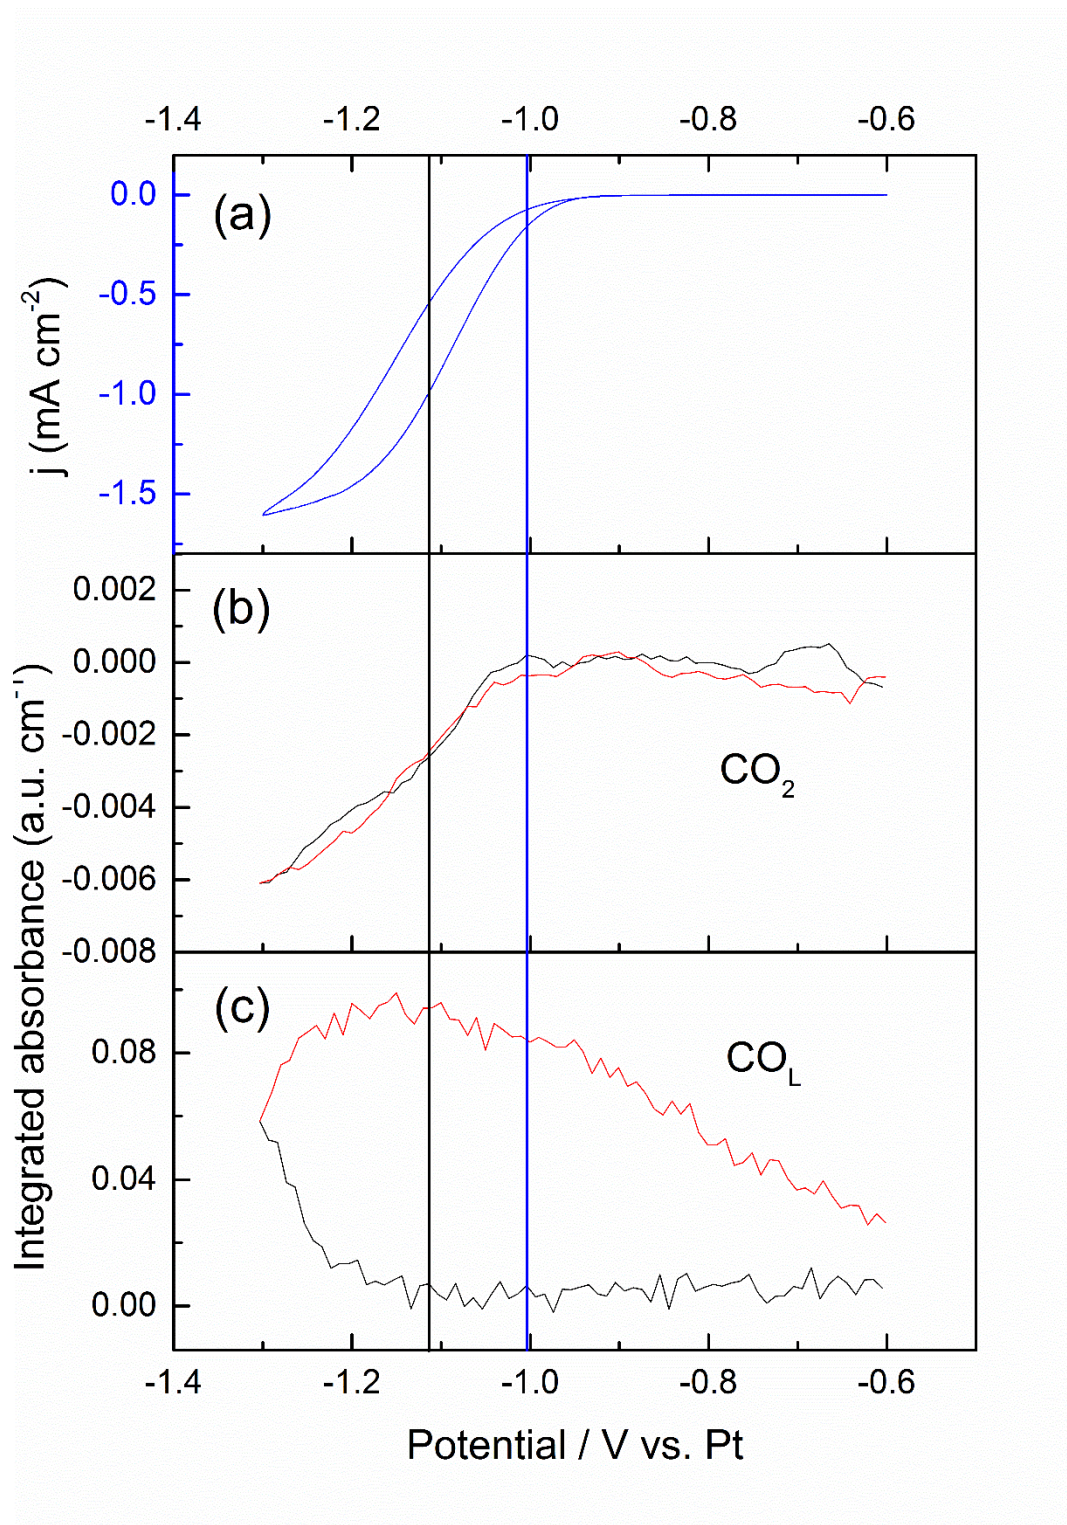 -1.4 -1.2 -1.0 -0.8 -0.6
(a)
0.0
-0.5
-1.0
-1.5
j (mA cm-2)
(b)
0.002
0.000
-0.002
-0.004
-0.006
-0.008
CO2
Integrated absorbance (a.u. cm-1)
(c)
0.08
0.04
0.00
COL
-1.4 -1.2 -1.0 -0.8 -0.6
Potential / V vs. Pt